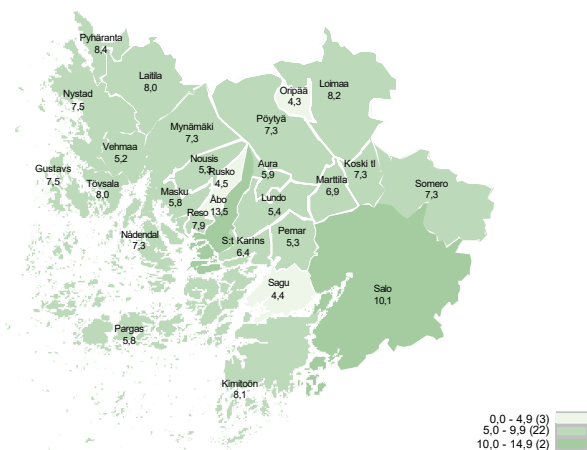 Pyhäranta
8,4
Laitila
8,0
Nystad
7,5
Oripää
4,3
Loimaa
8,2
Mynämäki
7,3
Pöytyä
7,3
Vehmaa
5,2
Nousis
5,3
Rusko
4,5
Aura
5,9
Koski tl
7,3
Gustavs
7,5
Tövsala
8,0
Masku
5,8
Marttila
6,9
Somero
7,3
Åbo
13,5
Lundo
5,4
Reso
7,9
Nådendal
7,3
S:t Karins
6,4
Pemar
5,3
Sagu
4,4
Salo
10,1
Pargas
5,8
Kimitoön
8,1
0,0 - 4,9 (3)
5,0 - 9,9 (22)
10,0 - 14,9 (2)